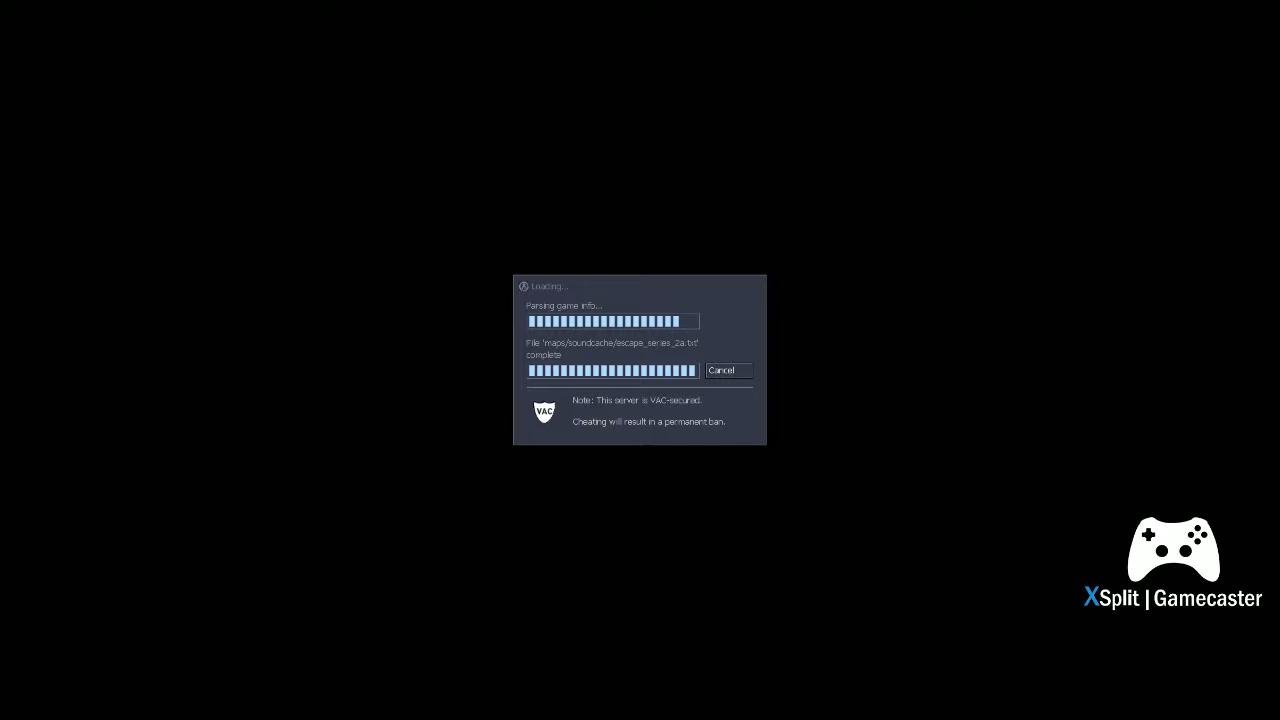 Loading...
Parsing game info...
File 'maps/soundcache/escape_series_2a.txt'
complete
Cancel
VAC
Note: This server is VAC-secured.
Cheating will result in a permanent ban.
XSplit | Gamecaster